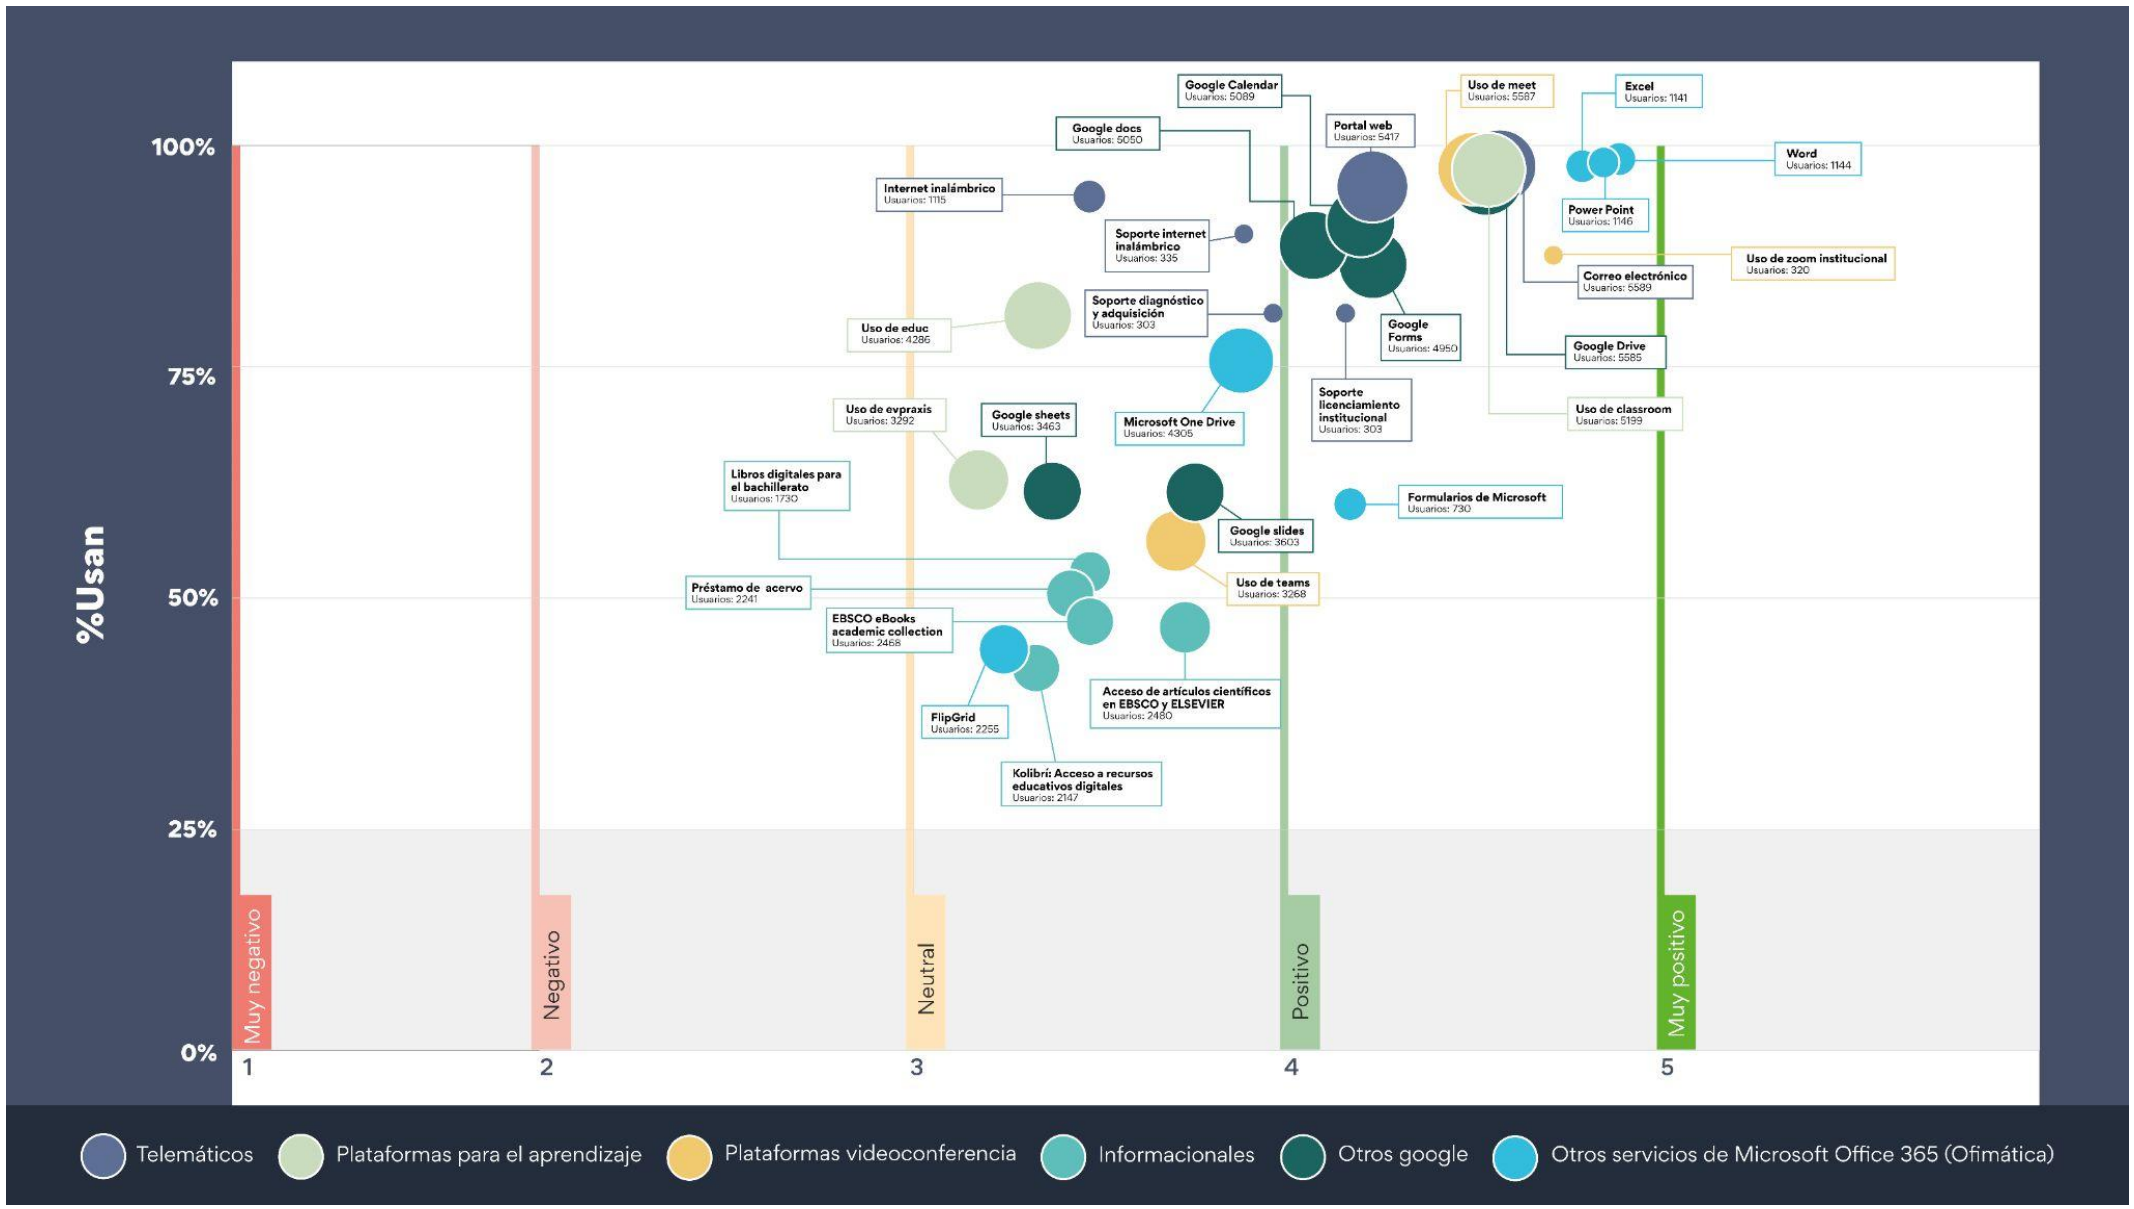 Google Calendar
Usuarios: 5089
Uso de meet
Usuarios: 5587
Excel
Usuarios: 1141
Google docs
Usuarios: 5050
Portal web
Usuarios: 5417
100%
Word
Usuarios: 1144
Internet inalámbrico
Usuarios: 1115
Power Point
Usuarios: 1146
Soporte internet
inalámbrico
Usuarios: 335
Uso de zoom institucional
Usuarios: 320
Correo electrónico
Usuarios: 5589
Soporte diagnóstico
y adquisición
Usuarios: 303
Uso de educ
Usuarios: 4286
Google
Forms
Usuarios: 4950
Google Drive
Usuarios: 5585
75%
Soporte
licenciamiento
institucional
Usuarios: 303
Uso de evpraxis
Usuarios: 3292
Google sheets
Usuarios: 3463
Microsoft One Drive
Usuarios: 4305
Uso de classroom
Usuarios: 5199
Libros digitales para
el bachillerato
Usuarios: 1730
Formularios de Microsoft
Usuarios: 730
Google slides
Usuarios: 3603
%Usan
Préstamo de acervo
Usuarios: 2241
Uso de teams
Usuarios: 3268
50%
EBSCO eBooks
academic collection
Usuarios: 2468
Acceso de artículos científicos
en EBSCO y ELSEVIER
Usuarios: 2480
FlipGrid
Usuarios: 2255
Kolibrí: Acceso a recursos
educativos digitales
Usuarios: 2147
25%
Muy negativo
Negativo
Neutral
Positivo
Muy positivo
0%
1
2
3
4
5
Telemáticos
Plataformas para el aprendizaje
Plataformas videoconferencia
Informacionales
Otros google
Otros servicios de Microsoft Office 365 (Ofimática)